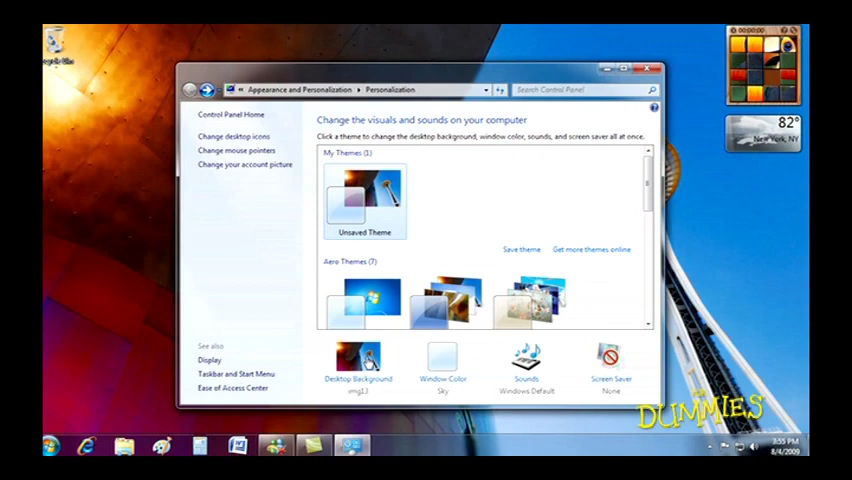 Appearance and Personalization ▸ Personalization
Search Control Panel
Control Panel Home
Change desktop icons
Change mouse pointers
Change your account picture
Change the visuals and sounds on your computer
Click a theme to change the desktop background, window color, sounds, and screen saver all at once.
My Themes (1)
Unsaved Theme
Save theme
Get more themes online
Aero Themes (7)
See also
Display
Taskbar and Start Menu
Ease of Access Center
Desktop Background
img13
Window Color
Sky
Sounds
Windows Default
Screen Saver
None
82°
New York, NY
DUMMIES
3:55 PM
8/4/2009